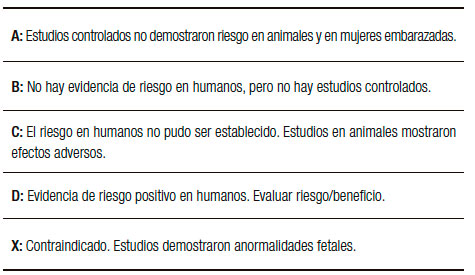 A: Estudios controlados no demostraron riesgo en animales y en mujeres embarazadas.
B: No hay evidencia de riesgo en humanos, pero no hay estudios controlados.
C: El riesgo en humanos no pudo ser establecido. Estudios en animales mostraron
efectos adversos.
D: Evidencia de riesgo positivo en humanos. Evaluar riesgo/beneficio.
X: Contraindicado. Estudios demostraron anormalidades fetales.